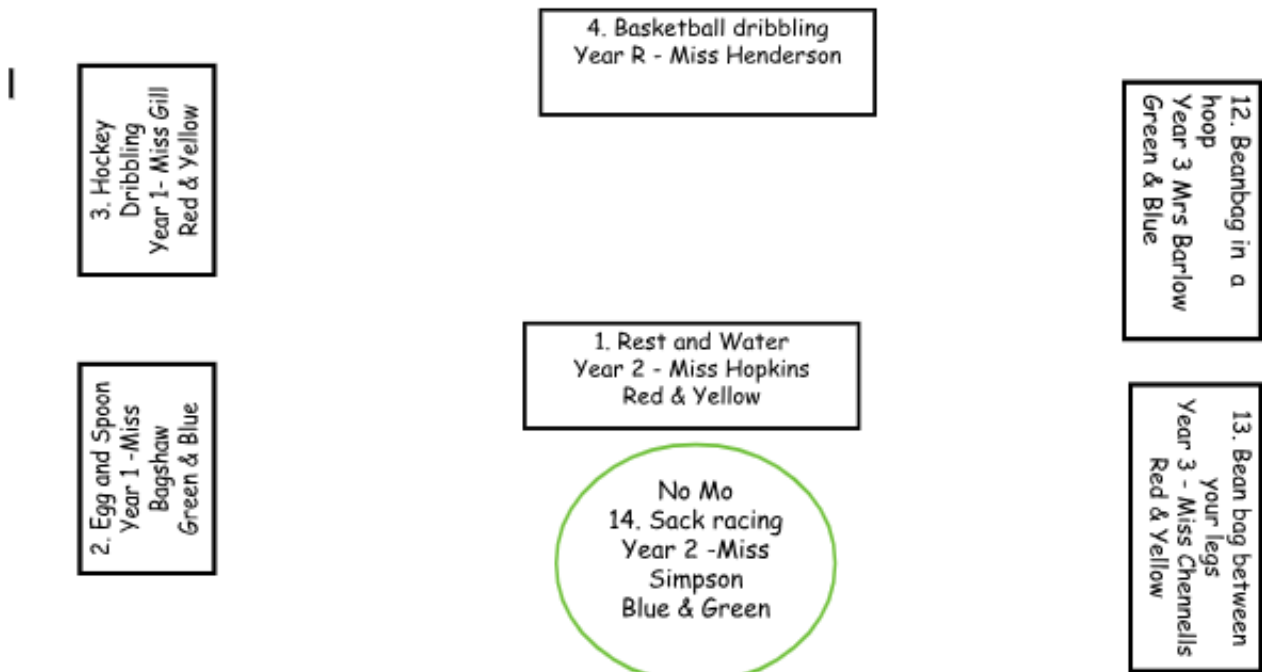 4. Basketball dribbling
Year R - Miss Henderson
3. Hockey
Dribbling
Year 1- Miss Gill
Red & Yellow
12. Beanbag in a
hoop
Year 3 Mrs Barlow
Green & Blue
1. Rest and Water
Year 2 - Miss Hopkins
Red & Yellow
2. Egg and Spoon
Year 1 -Miss
Bagshaw
Green & Blue
13. Bean bag between
your legs
Year 3 - Miss Chennells
Red & Yellow
No Mo
14. Sack racing
Year 2 -Miss
Simpson
Blue & Green